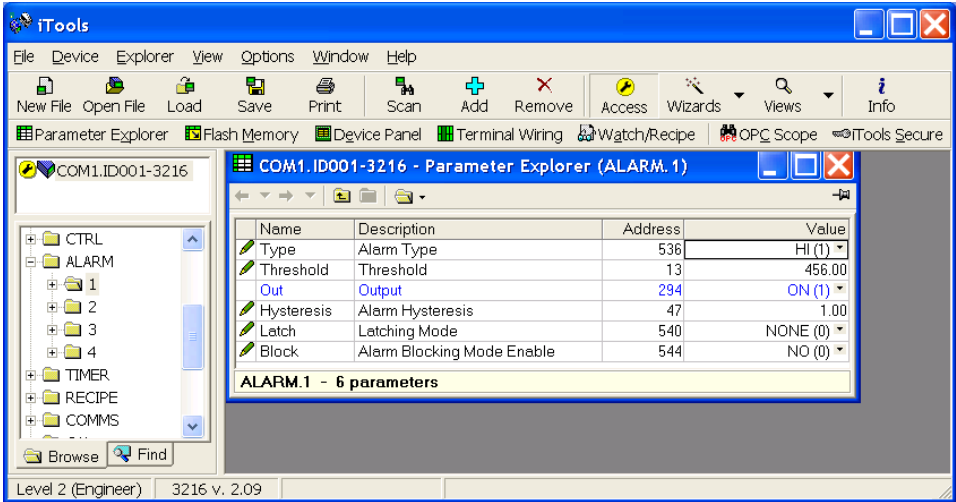 iTools
File Device Explorer View Options Window Help
New File Open File Load Save Print Scan Add Remove Access Wizards Views Info
Parameter Explorer Flash Memory Device Panel Terminal Wiring Watch/Recipe OPC Scope iTools Secure
COM1.ID001-3216
COM1.ID001-3216 - Parameter Explorer (ALARM.1)
Name Description Address Value
Type Alarm Type 536 HI (1)
Threshold Threshold 13 456.00
Out Output 294 ON (1)
Hysteresis Alarm Hysteresis 47 1.00
Latch Latching Mode 540 NONE (0)
Block Alarm Blocking Mode Enable 544 NO (0)
ALARM.1 - 6 parameters
CTRL
ALARM
1
2
3
4
TIMER
RECIPE
COMMS
Browse Find
Level 2 (Engineer) 3216 v. 2.09